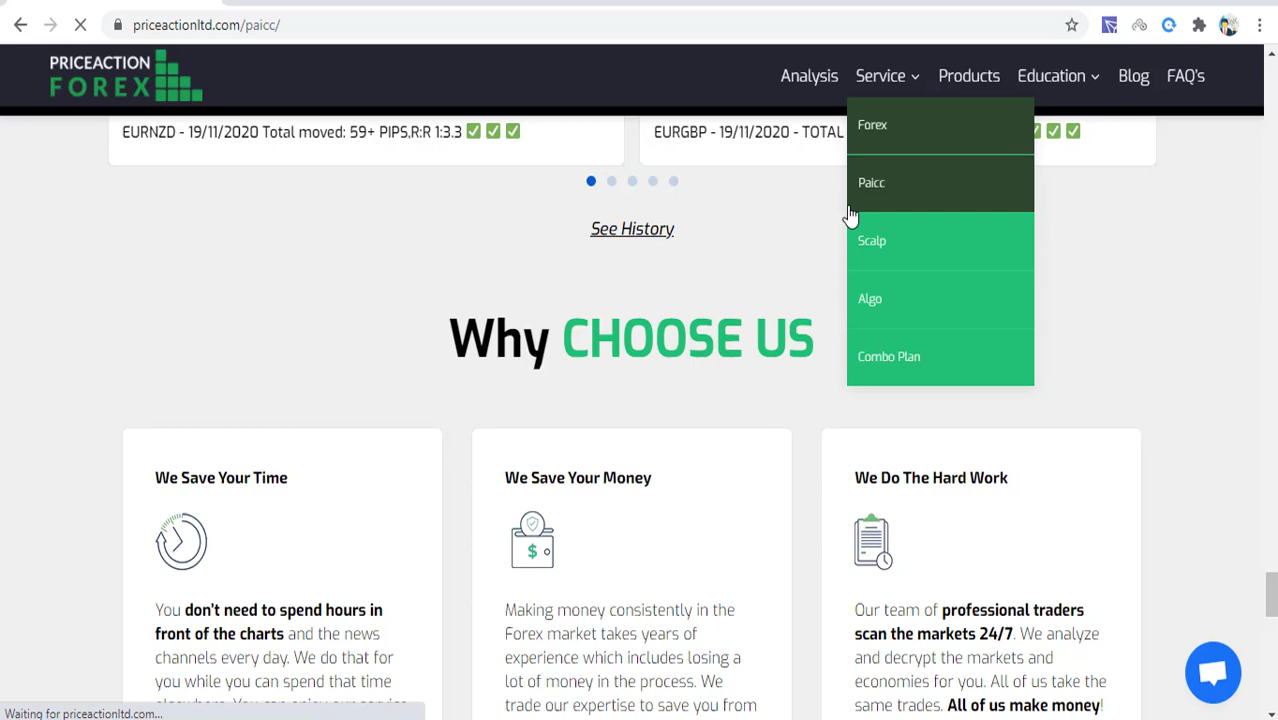 priceactionltd.com/paicc/
PRICEACTION
FOREX
Analysis Service Products Education Blog FAQ's
Forex
Paicc
Scalp
Algo
Combo Plan
EURNZD - 19/11/2020 Total moved: 59+ PIPS,R:R 1:3.3 ✅ ✅ ✅
EURGBP - 19/11/2020 - TOTAL ✅ ✅ ✅
See History
Why CHOOSE US
We Save Your Time
You don't need to spend hours in
front of the charts and the news
channels every day. We do that for
you while you can spend that time
We Save Your Money
Making money consistently in the
Forex market takes years of
experience which includes losing a
lot of money in the process. We
trade our expertise to save you from
We Do The Hard Work
Our team of professional traders
scan the markets 24/7. We analyze
and decrypt the markets and
economies for you. All of us take the
same trades. All of us make money!
Waiting for priceactionltd.com...